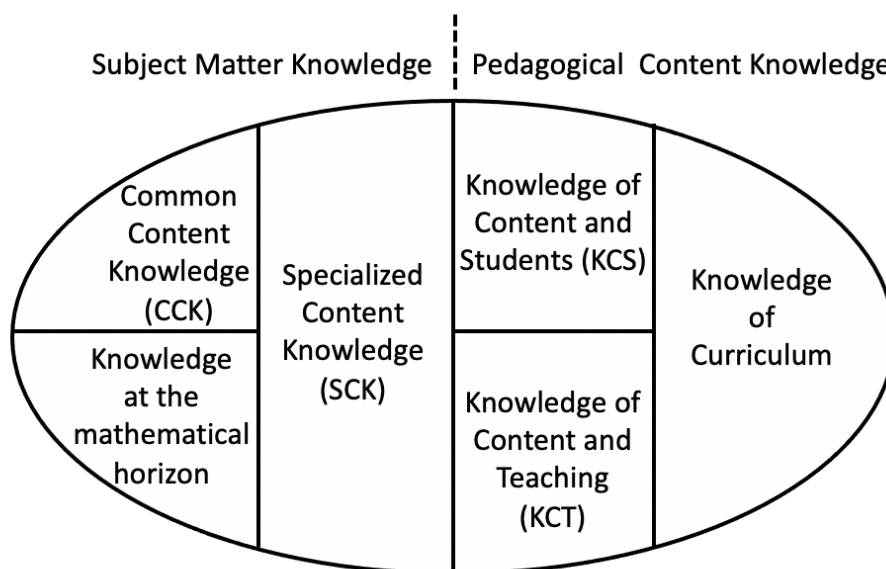 Subject Matter Knowledge
Pedagogical Content Knowledge
Common
Content
Knowledge
(CCK)
Knowledge
at the
mathematical
horizon
Specialized
Content
Knowledge
(SCK)
Knowledge of
Content and
Students (KCS)
Knowledge of
Content and
Teaching
(KCT)
Knowledge
of
Curriculum